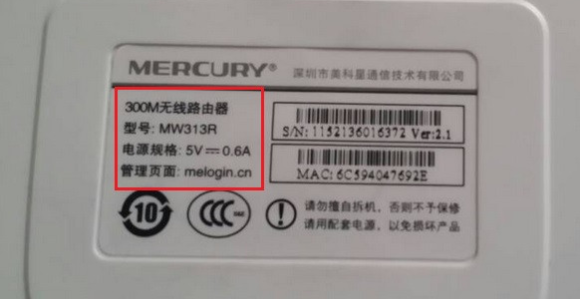 MERCURY® 深圳市美科星通信技术有限公司
300M无线路由器
型号: MW313R
电源规格: 5V⎓0.6A
管理页面: melogin.cn
S/N: 1152136016372 Ver:2.1
MAC: 6C594047692E
10
CCC S&E
请勿擅自拆机，否则不予保修
请用配套电源，以免损坏产品